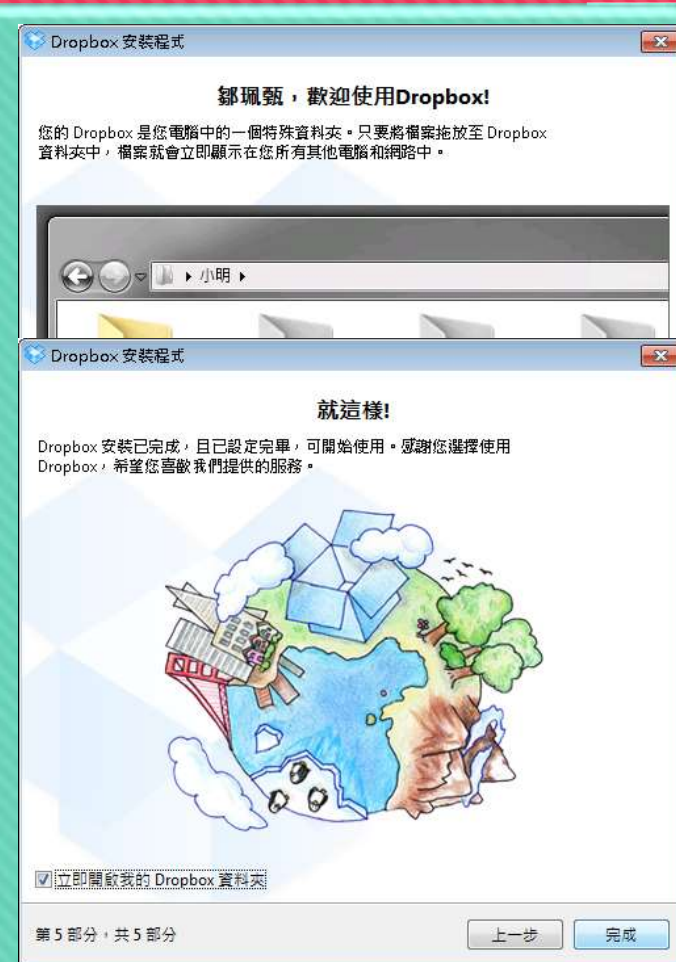 Dropbox 安裝程式
鄒珮甄，歡迎使用Dropbox!
您的 Dropbox 是您電腦中的一個特殊資料夾。只要將檔案拖放至 Dropbox
資料夾中，檔案就會立即顯示在您所有其他電腦和網路中。
小明
Dropbox 安裝程式
就這樣!
Dropbox 安裝已完成，且已設定完畢，可開始使用。感謝您選擇使用
Dropbox，希望您喜歡我們提供的服務。
立即開啟我的 Dropbox 資料夾
第 5 部分，共 5 部分
上一步
完成